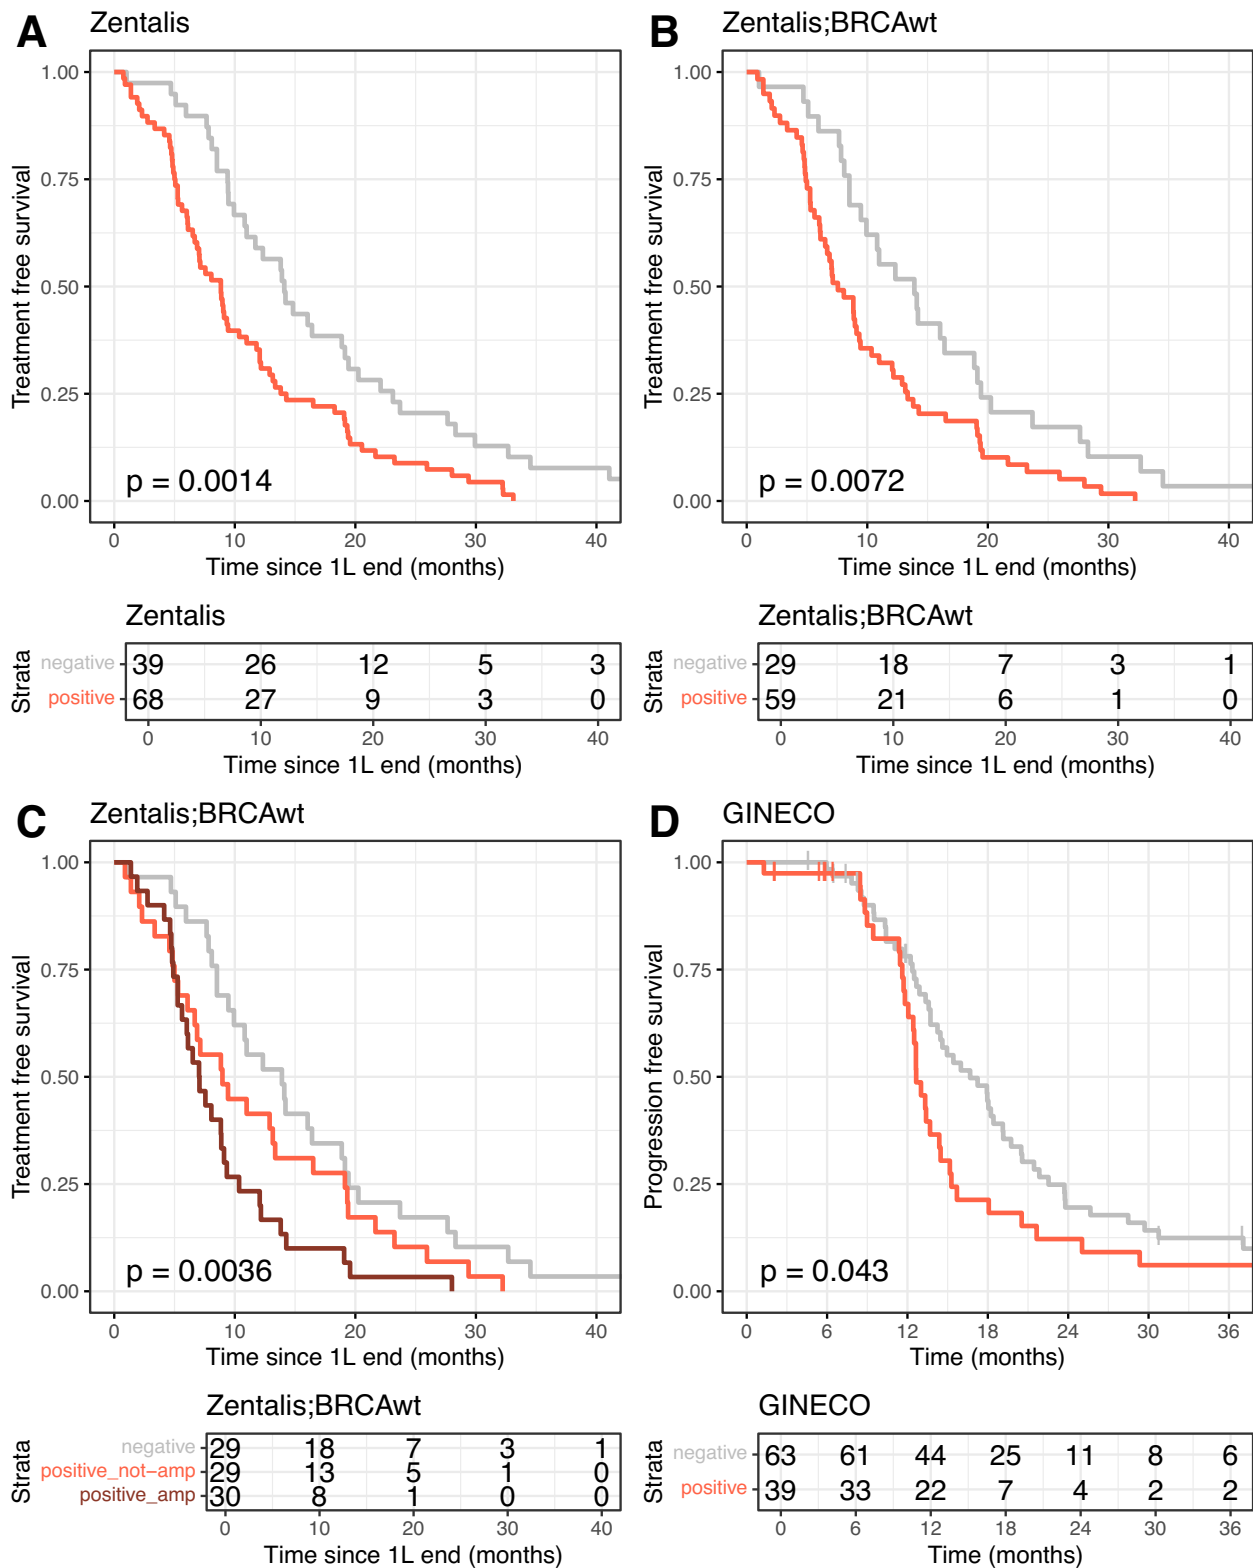 A
Zentalis
1.00
0.75
0.50
0.25
0.00
Treatment free survival
p = 0.0014
0 10 20 30 40
Time since 1L end (months)
Zentalis
Strata
negative 39 26 12 5 3
positive 68 27 9 3 0
0 10 20 30 40
Time since 1L end (months)
B
Zentalis;BRCAwt
1.00
0.75
0.50
0.25
0.00
Treatment free survival
p = 0.0072
0 10 20 30 40
Time since 1L end (months)
Zentalis;BRCAwt
Strata
negative 29 18 7 3 1
positive 59 21 6 1 0
0 10 20 30 40
Time since 1L end (months)
C
Zentalis;BRCAwt
1.00
0.75
0.50
0.25
0.00
Treatment free survival
p = 0.0036
0 10 20 30 40
Time since 1L end (months)
Zentalis;BRCAwt
Strata
negative 29 18 7 3 1
positive_not-amp 29 13 5 1 0
positive_amp 30 8 1 0 0
0 10 20 30 40
Time since 1L end (months)
D
GINECO
1.00
0.75
0.50
0.25
0.00
Progression free survival
p = 0.043
0 6 12 18 24 30 36
Time (months)
GINECO
Strata
negative 63 61 44 25 11 8 6
positive 39 33 22 7 4 2 2
0 6 12 18 24 30 36
Time (months)